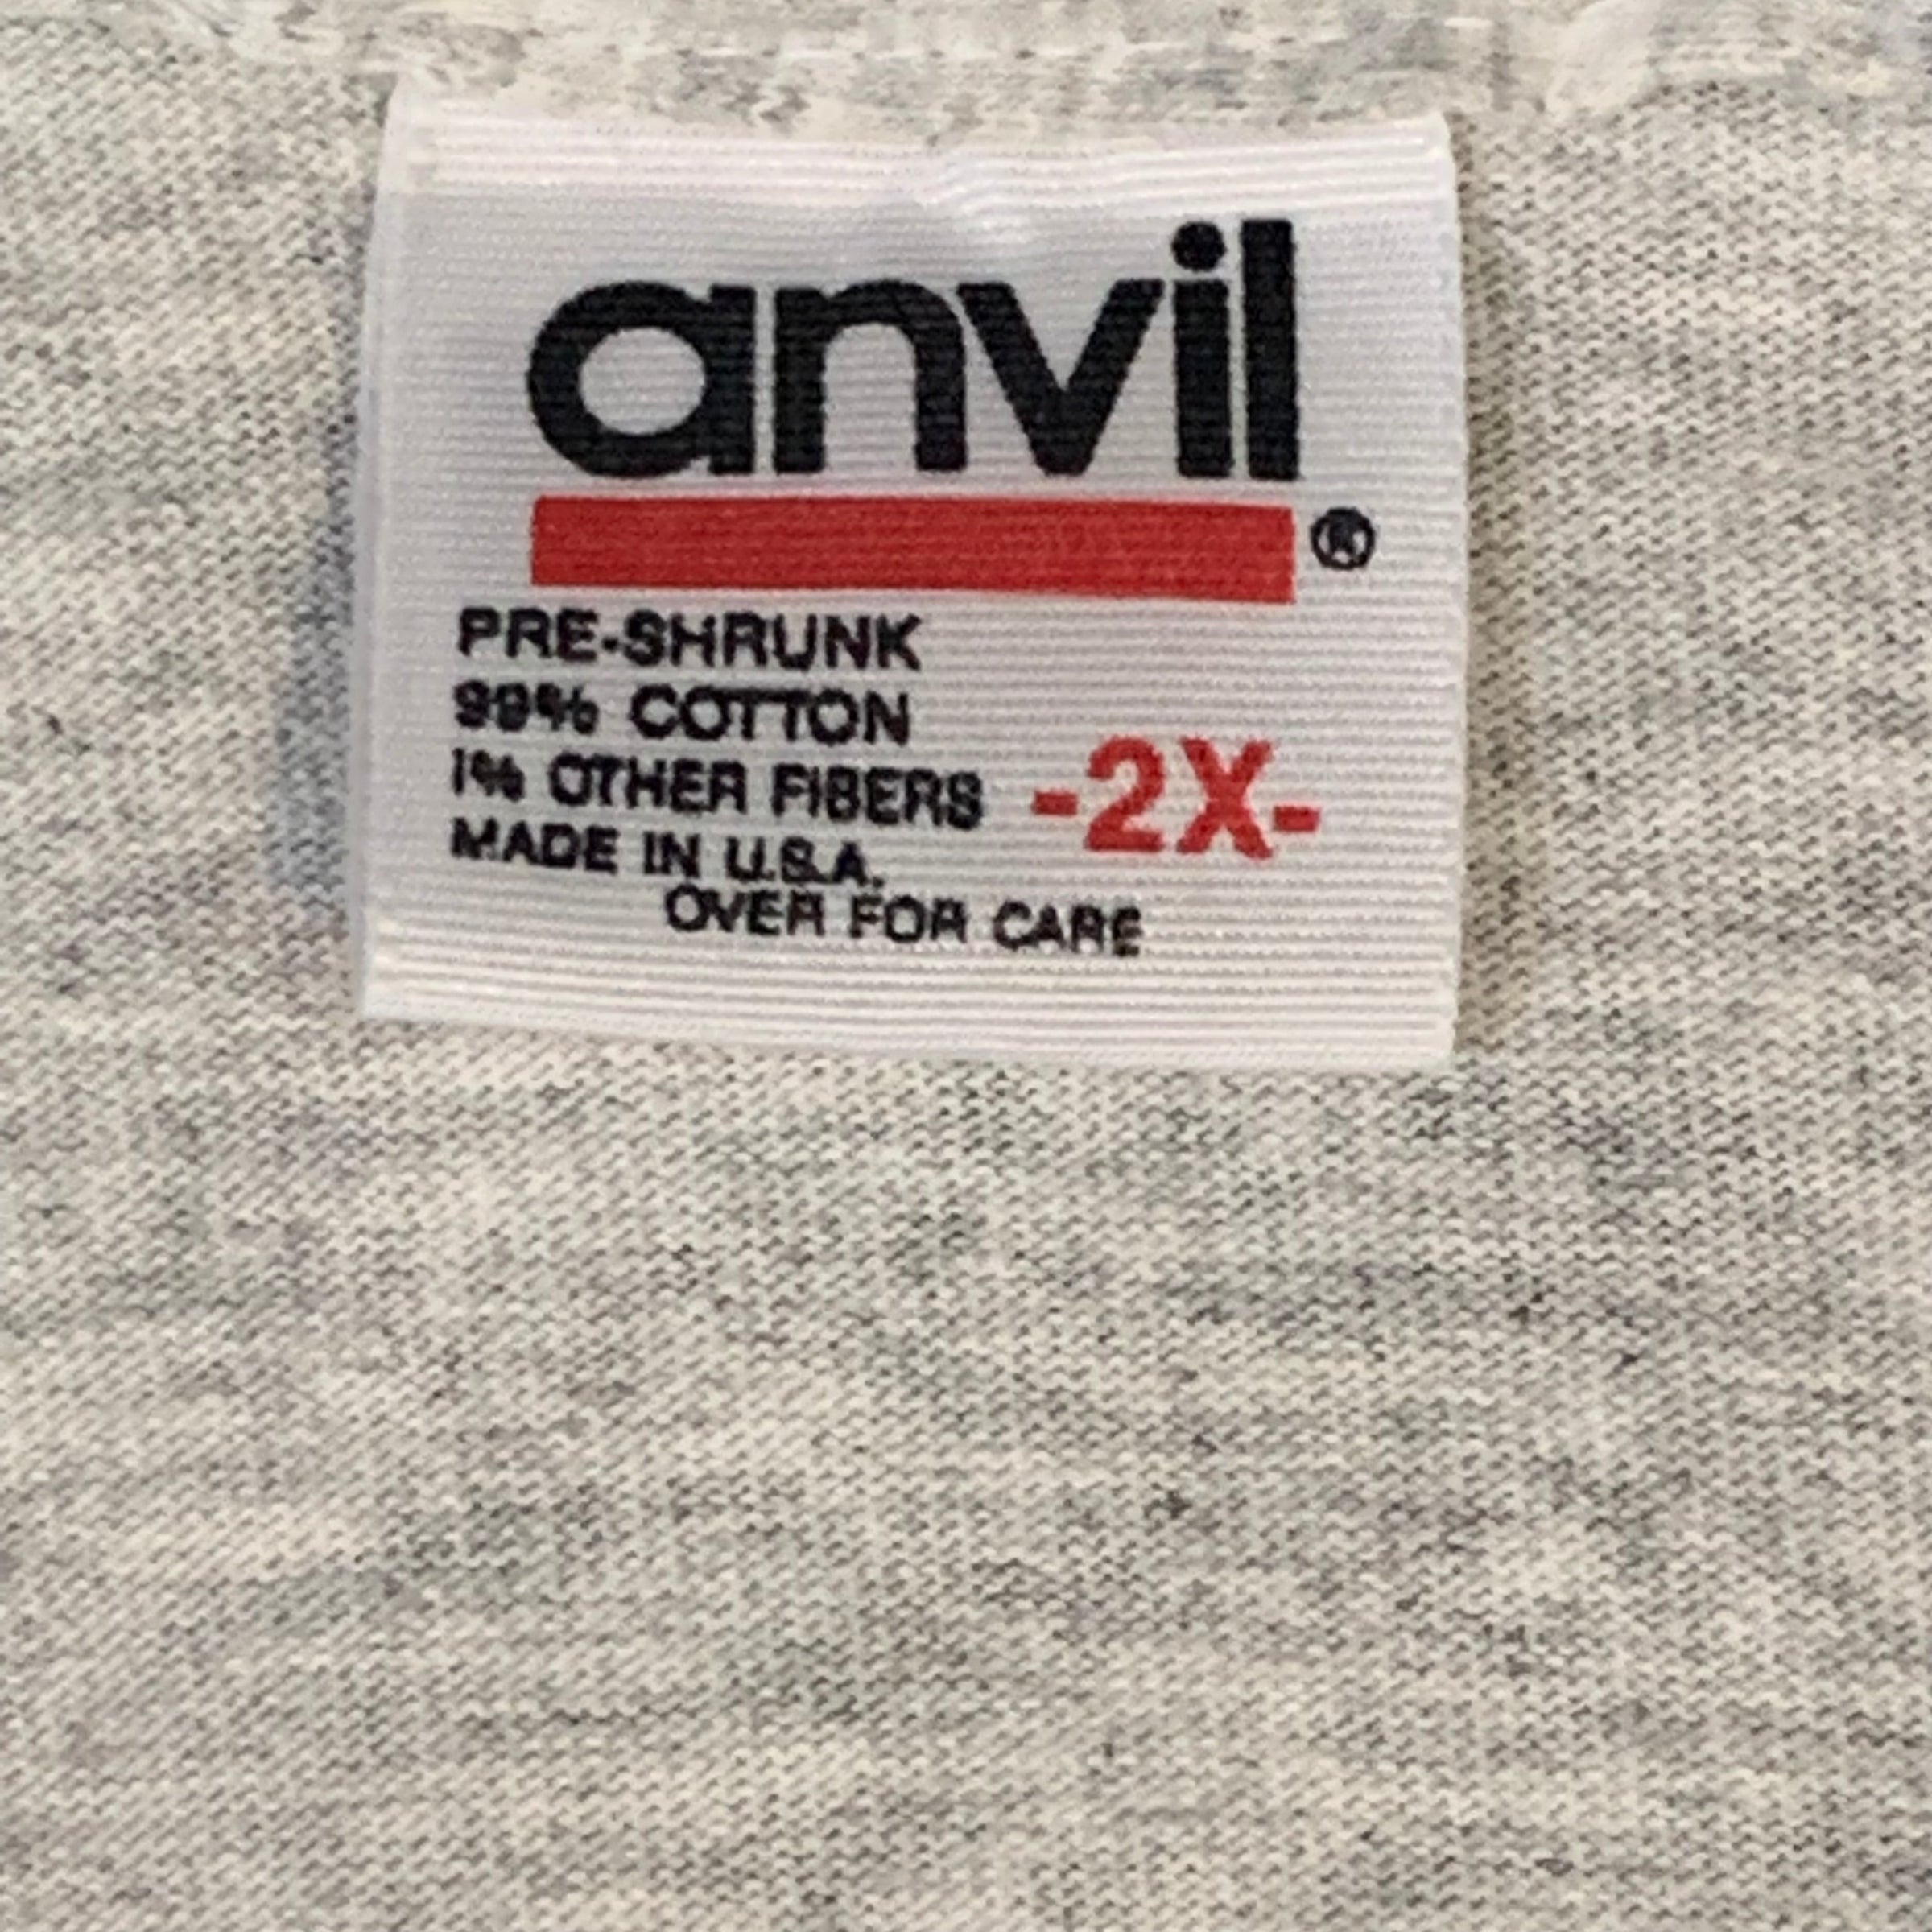 anvil
®
PRE-SHRUNK
99% COTTON
1% OTHER FIBERS -2X-
MADE IN U.S.A.
OVER FOR CARE